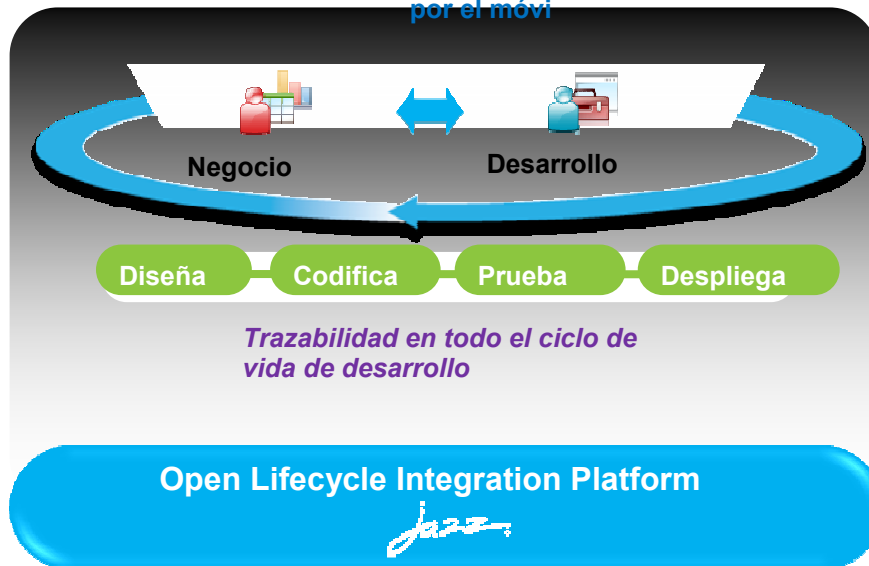 por el móvi
Negocio
Desarrollo
Diseña
Codifica
Prueba
Despliega
Trazabilidad en todo el ciclo de
vida de desarrollo
Open Lifecycle Integration Platform
jazz